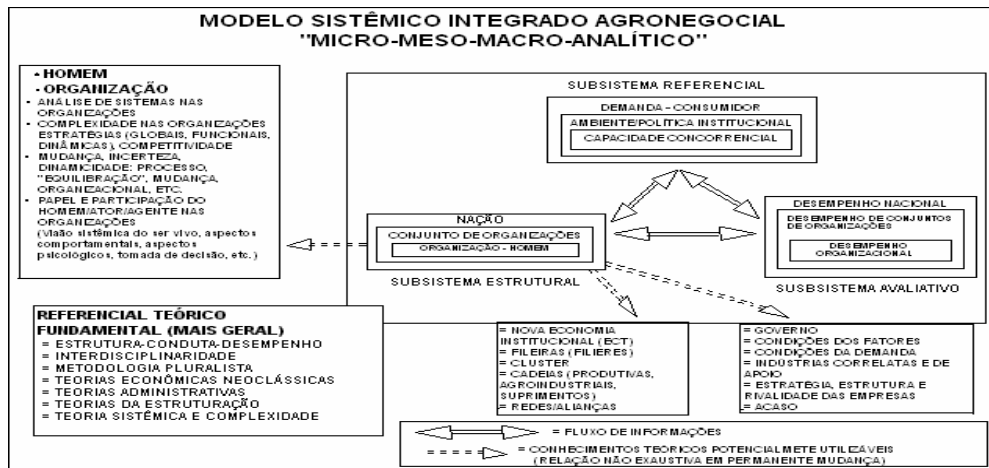 MODELO SISTÊMICO INTEGRADO AGRONEGOCIAL
"MICRO-MESO-MACRO-ANALÍTICO"
- HOMEM
- ORGANIZAÇÃO
• ANÁLISE DE SISTEMAS NAS
ORGANIZAÇÕES
• COMPLEXIDADE NAS ORGANIZAÇÕES
ESTRATÉGIAS (GLOBAIS, FUNCIONAIS,
DINÂMICAS), COMPETITIVIDADE
• MUDANÇA, INCERTEZA,
DINAMICIDADE: PROCESSO,
"EQUILIBRAÇÃO", MUDANÇA,
ORGANIZACIONAL, ETC.
• PAPEL E PARTICIPAÇÃO DO
HOMEM/ATOR/AGENTE NAS
ORGANIZAÇÕES
(Visão sistêmica do ser vivo, aspectos
comportamentais, aspectos
psicológicos, tomada de decisão, etc.)
SUBSISTEMA REFERENCIAL
DEMANDA - CONSUMIDOR
AMBIENTE/POLÍTICA INSTITUCIONAL
CAPACIDADE CONCORRENCIAL
NAÇÃO
CONJUNTO DE ORGANIZAÇÕES
ORGANIZAÇÃO - HOMEM
SUBSISTEMA ESTRUTURAL
DESEMPENHO NACIONAL
DESEMPENHO DE CONJUNTOS
DE ORGANIZAÇÕES
DESEMPENHO
ORGANIZACIONAL
SUSBSISTEMA AVALIATIVO
REFERENCIAL TEÓRICO
FUNDAMENTAL (MAIS GERAL)
= ESTRUTURA-CONDUTA-DESEMPENHO
= INTERDISCIPLINARIDADE
= METODOLOGIA PLURALISTA
= TEORIAS ECONÔMICAS NEOCLÁSSICAS
= TEORIAS ADMINISTRATIVAS
= TEORIAS DA ESTRUTURAÇÃO
= TEORIA SISTÊMICA E COMPLEXIDADE
= NOVA ECONOMIA
INSTITUCIONAL (ECT)
= FILEIRAS (FILIERES)
= CLUSTER
= CADEIAS (PRODUTIVAS,
AGROINDUSTRIAIS,
SUPRIMENTOS)
= REDES/ALIANÇAS
= GOVERNO
= CONDIÇÕES DOS FATORES
= CONDIÇÕES DA DEMANDA
= INDÚSTRIAS CORRELATAS E DE
APOIO
= ESTRATÉGIA, ESTRUTURA E
RIVALIDADE DAS EMPRESAS
= ACASO
= FLUXO DE INFORMAÇÕES
= CONHECIMENTOS TEÓRICOS POTENCIALMETE UTILIZÁVEIS
(RELAÇÃO NÃO EXAUSTIVA EM PERMANENTE MUDANÇA)